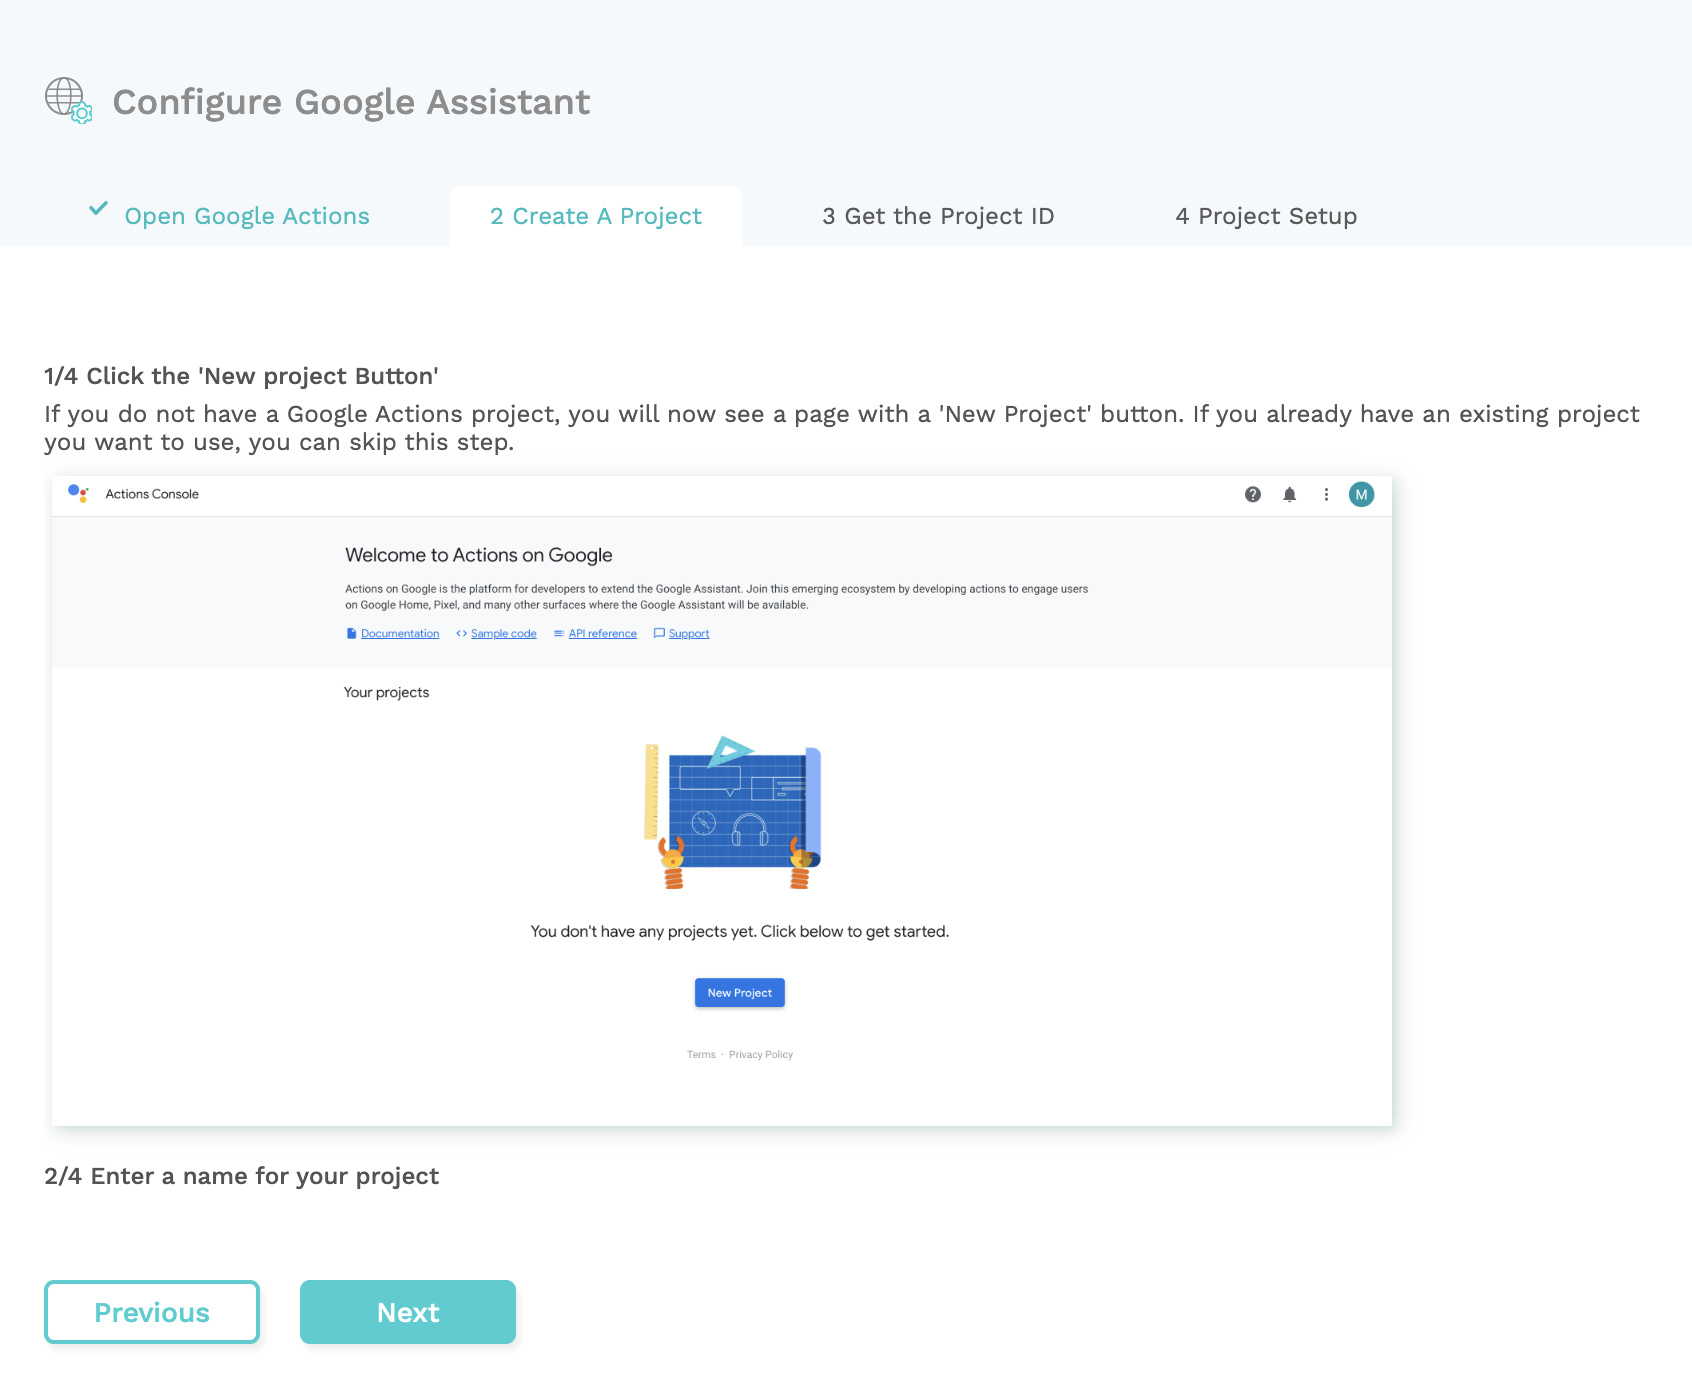 Configure Google Assistant
Open Google Actions
2 Create A Project
3 Get the Project ID
4 Project Setup
1/4 Click the 'New project Button'
If you do not have a Google Actions project, you will now see a page with a 'New Project' button. If you already have an existing project
you want to use, you can skip this step.
Actions Console
M
Welcome to Actions on Google
Actions on Google is the platform for developers to extend the Google Assistant. Join this emerging ecosystem by developing actions to engage users
on Google Home, Pixel, and many other surfaces where the Google Assistant will be available.
Documentation
Sample code
API reference
Support
Your projects
You don't have any projects yet. Click below to get started.
New Project
Terms · Privacy Policy
2/4 Enter a name for your project
Previous
Next